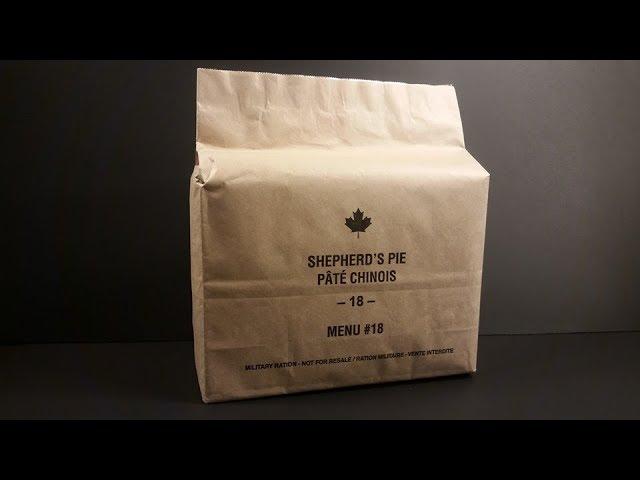 SHEPHERD'S PIE
PÂTÉ CHINOIS
– 18 –
MENU #18
MILITARY RATION - NOT FOR RESALE / RATION MILITAIRE - VENTE INTERDITE